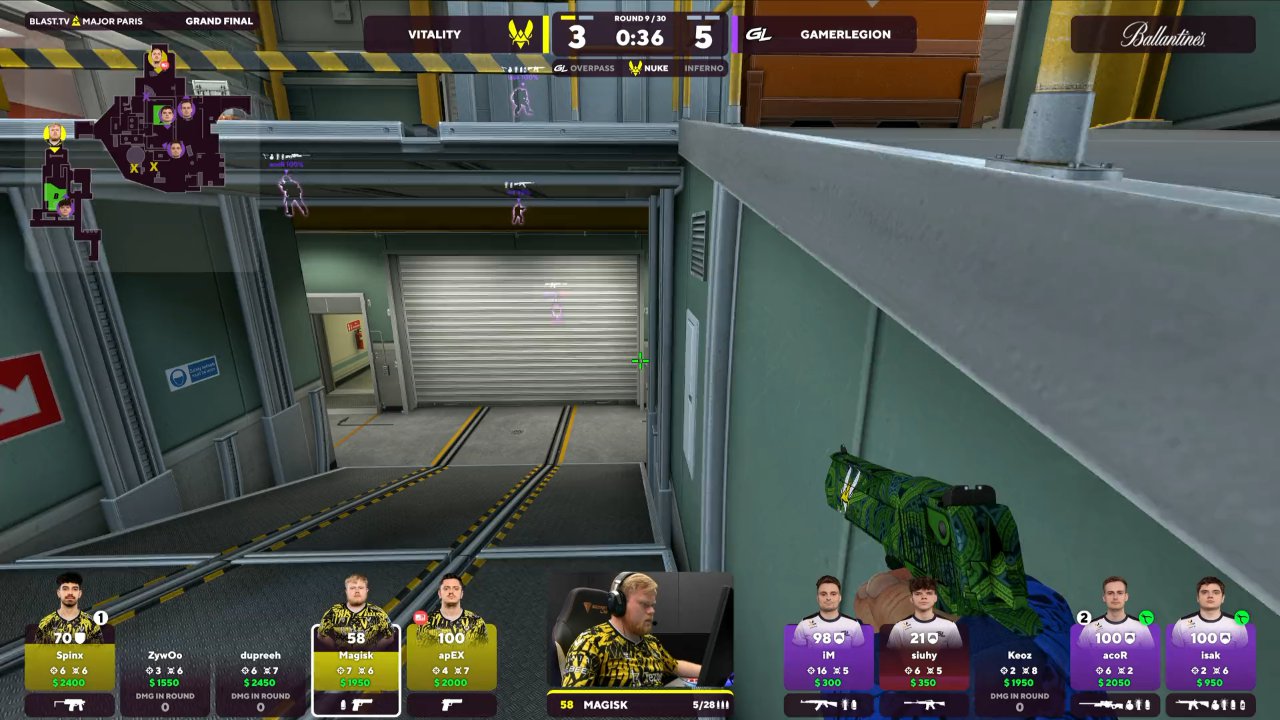 BLAST.TV MAJOR PARIS GRAND FINAL
VITALITY 3 ROUND 9 / 30 0:36 5 GL GAMERLEGION
GL OVERPASS NUKE INFERNO
Ballantine's
70 1
Spinx
6 6
$2400
ZywOo
3 6
$1550
DMG IN ROUND
0
dupreeh
6 7
$2450
DMG IN ROUND
0
58
Magisk
7 6
$1950
100
apEX
4 7
$2000
58 MAGISK 5/28
98
iM
16 5
$300
21
siuhy
6 5
$350
Keoz
2 8
$1950
DMG IN ROUND
0
2 100
acoR
6 2
$2050
100
isak
2 6
$950